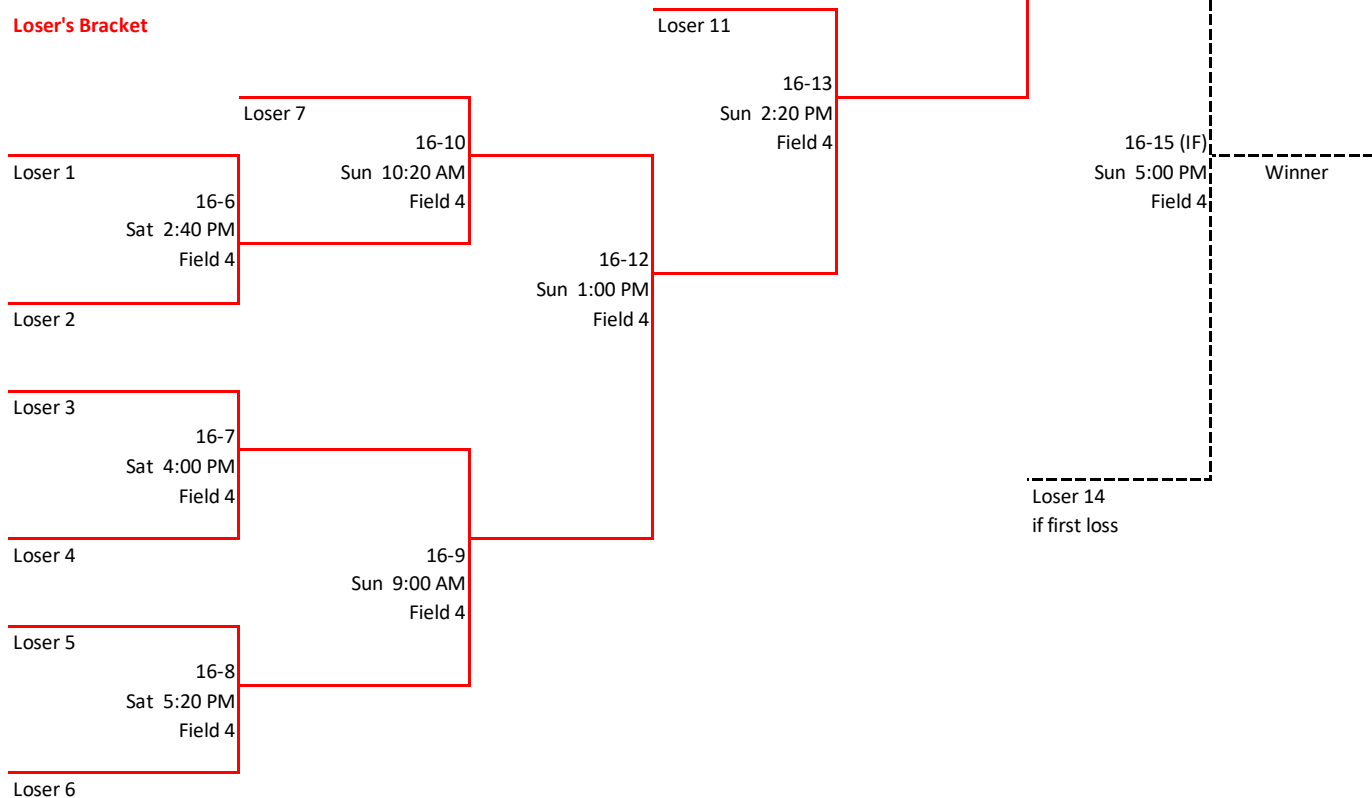 Loser's Bracket
Loser 11
16-13
Sun 2:20 PM
Field 4
Loser 7
16-10
Sun 10:20 AM
Field 4
16-15 (IF)
Sun 5:00 PM
Field 4
Winner
Loser 1
16-6
Sat 2:40 PM
Field 4
Loser 2
16-12
Sun 1:00 PM
Field 4
Loser 3
16-7
Sat 4:00 PM
Field 4
Loser 4
Loser 14
if first loss
16-9
Sun 9:00 AM
Field 4
Loser 5
16-8
Sat 5:20 PM
Field 4
Loser 6